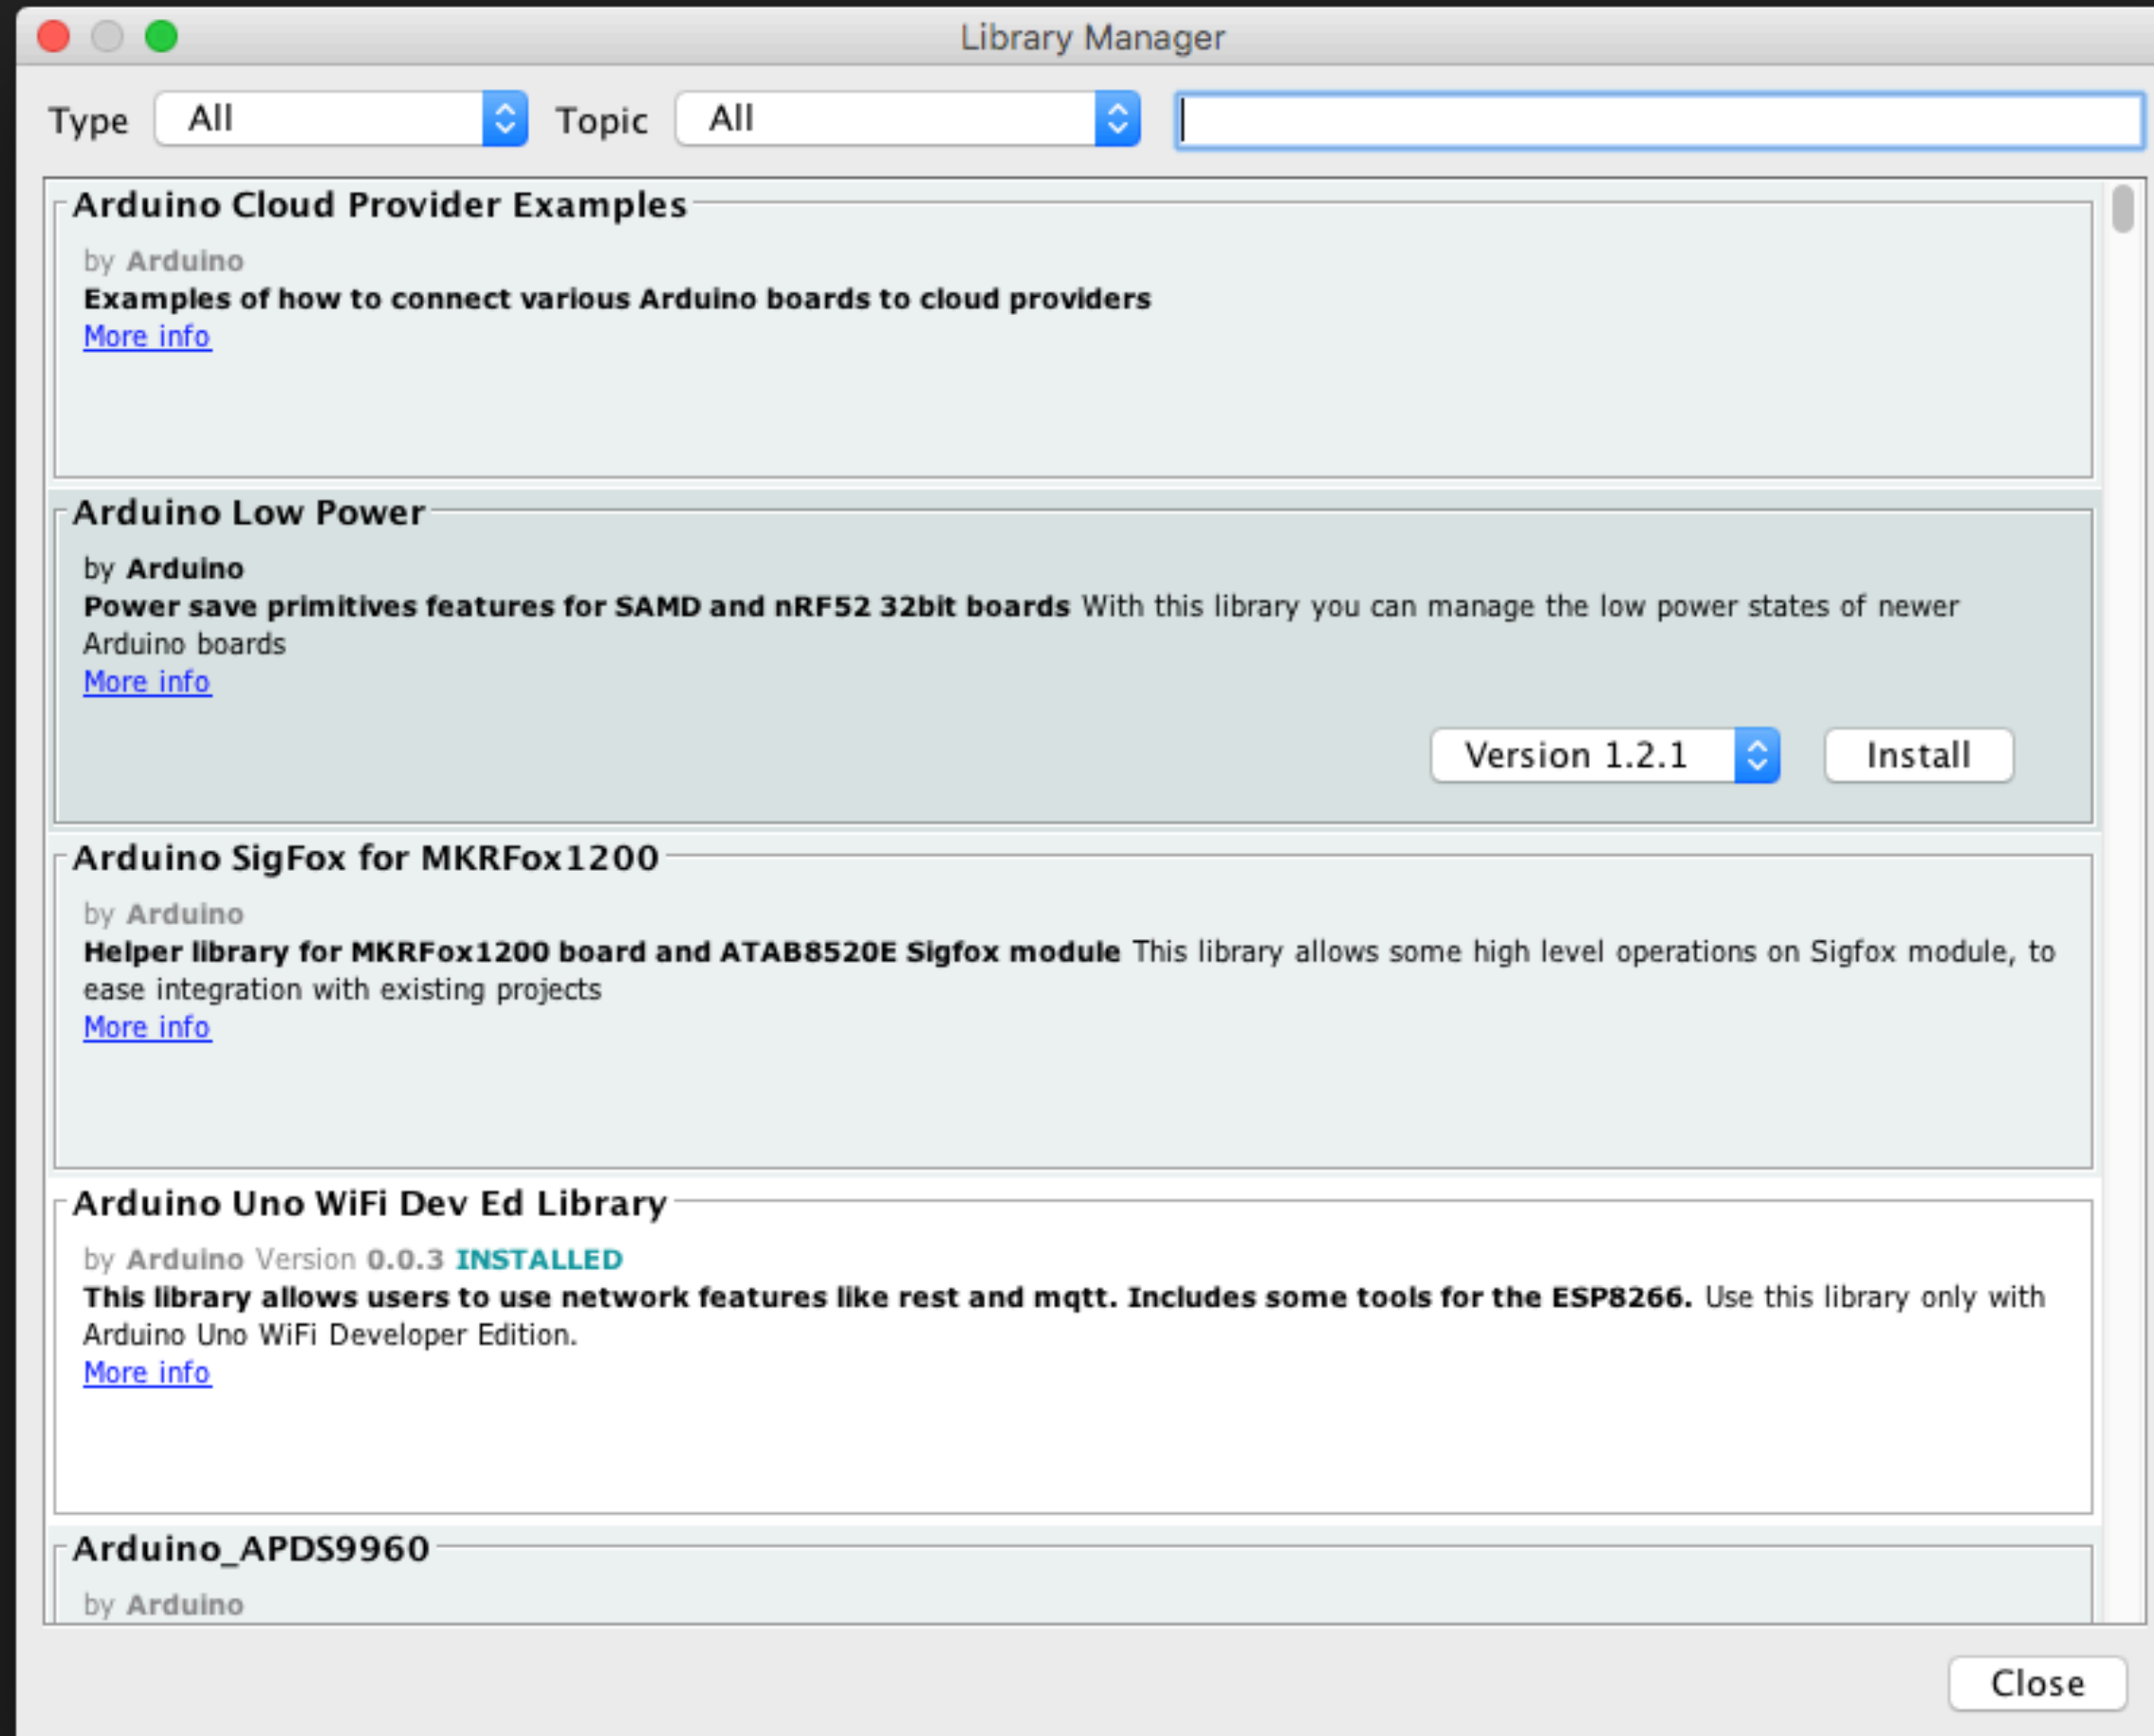 Library Manager
Type All Topic All
Arduino Cloud Provider Examples
by Arduino
Examples of how to connect various Arduino boards to cloud providers
More info
Arduino Low Power
by Arduino
Power save primitives features for SAMD and nRF52 32bit boards With this library you can manage the low power states of newer
Arduino boards
More info
Version 1.2.1 Install
Arduino SigFox for MKRFox1200
by Arduino
Helper library for MKRFox1200 board and ATAB8520E Sigfox module This library allows some high level operations on Sigfox module, to
ease integration with existing projects
More info
Arduino Uno WiFi Dev Ed Library
by Arduino Version 0.0.3 INSTALLED
This library allows users to use network features like rest and mqtt. Includes some tools for the ESP8266. Use this library only with
Arduino Uno WiFi Developer Edition.
More info
Arduino_APDS9960
by Arduino
Close